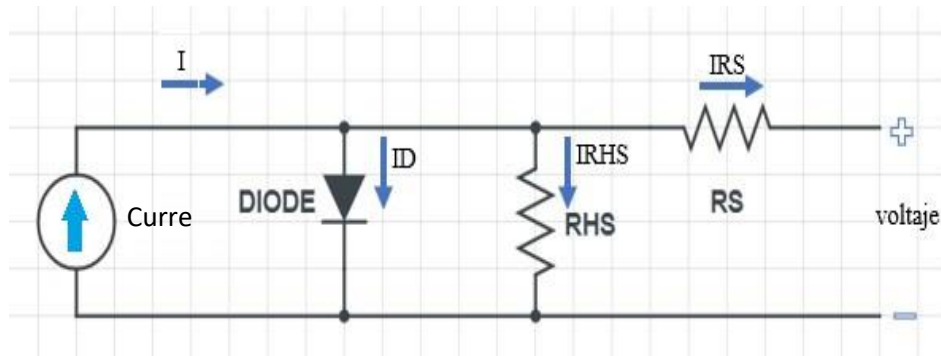 I
IRS
ID
IRHS
DIODE
Curre
RHS
RS
voltaje